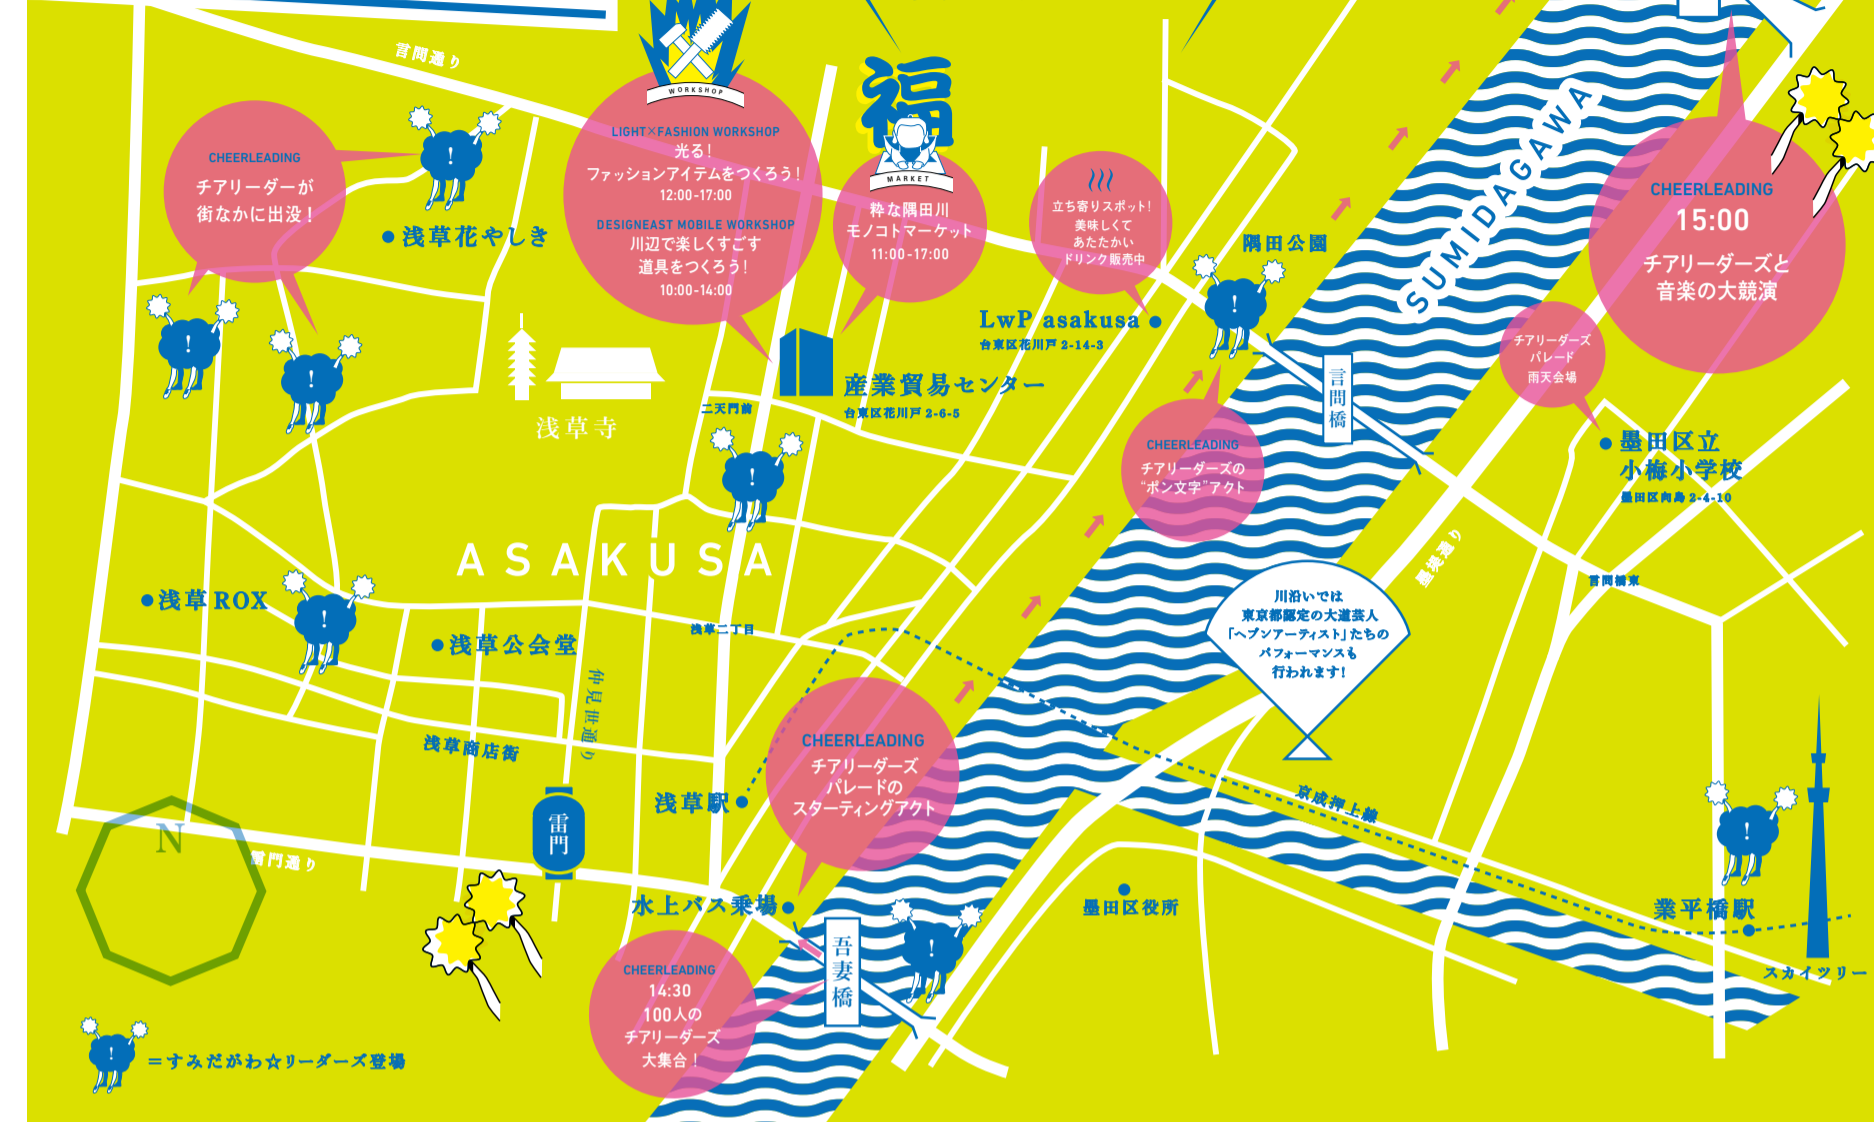 言問通り
WORKSHOP
LIGHT×FASHION WORKSHOP
光る！
ファッションアイテムをつくろう！
12:00-17:00
DESIGNEAST MOBILE WORKSHOP
川辺で楽しくすごす
道具をつくろう！
10:00-14:00
福
MARKET
粋な隅田川
モノコトマーケット
11:00-17:00
CHEERLEADING
チアリーダーが
街なかに出没！
浅草花やしき
立ち寄りスポット！
美味しくて
あたたかい
ドリンク販売中
隅田公園
SUMIDAGAWA
CHEERLEADING
15:00
チアリーダーズと
音楽の大競演
LwP asakusa
台東区花川戸 2-14-3
産業貿易センター
台東区花川戸 2-6-5
二天門前
浅草寺
言問橋
チアリーダーズ
パレード
雨天会場
墨田区立
小梅小学校
墨田区向島 2-4-10
CHEERLEADING
チアリーダーズの
“ポン文字”アクト
墨堤通り
言問橋東
ASAKUSA
浅草ROX
浅草公会堂
浅草二丁目
仲見世通り
浅草商店街
川沿いでは
東京都認定の大道芸人
「ヘブンアーティスト」たちの
パフォーマンスも
行われます！
CHEERLEADING
チアリーダーズ
パレードの
スターティングアクト
浅草駅
京成押上線
N
雷門通り
雷門
水上バス乗場
吾妻橋
墨田区役所
業平橋駅
スカイツリー
CHEERLEADING
14:30
100人の
チアリーダーズ
大集合！
＝すみだがわ☆リーダーズ登場